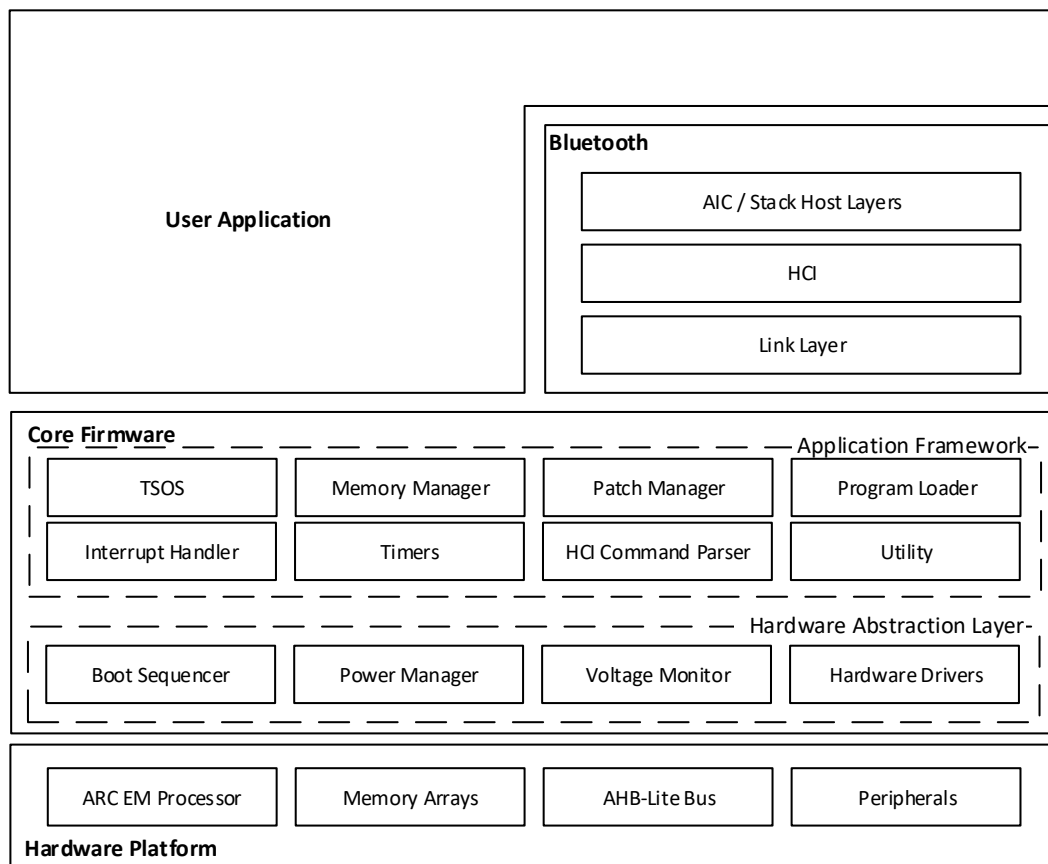 Bluetooth
AIC / Stack Host Layers
User Application
HCI
Link Layer
Core Firmware
Application Framework
TSOS
Memory Manager
Patch Manager
Program Loader
Interrupt Handler
Timers
HCI Command Parser
Utility
Hardware Abstraction Layer
Boot Sequencer
Power Manager
Voltage Monitor
Hardware Drivers
ARC EM Processor
Memory Arrays
AHB-Lite Bus
Peripherals
Hardware Platform